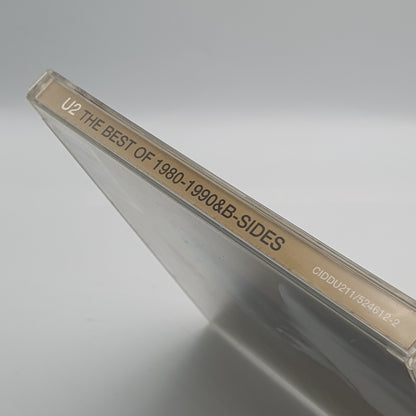 U2 THE BEST OF 1980-1990&B-SIDES CIDDU211/524612-2